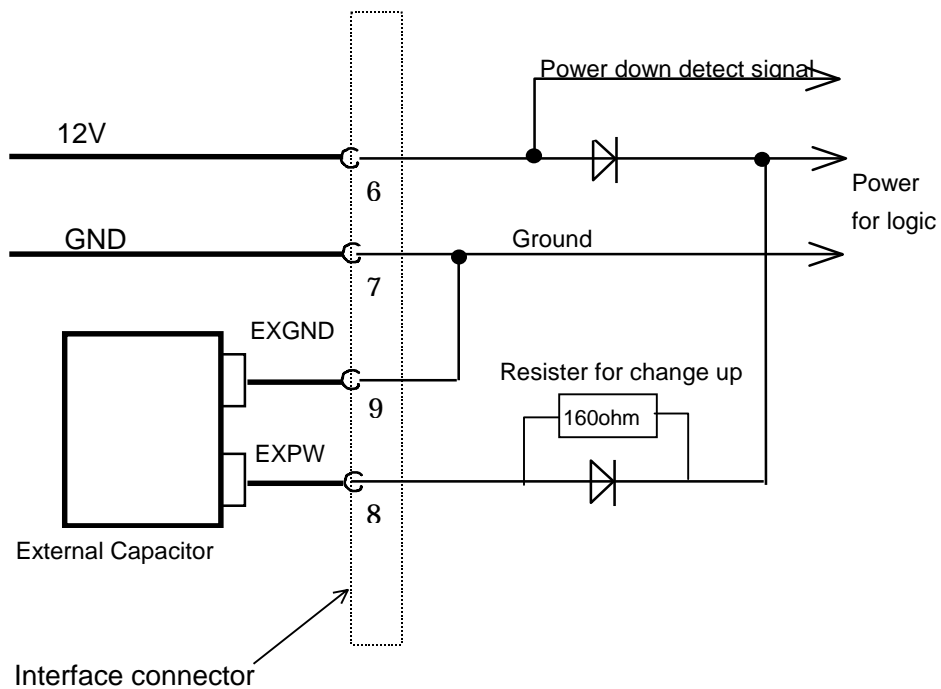 Power down detect signal
12V
6
Power
for logic
GND
Ground
7
EXGND
Resister for change up
160ohm
9
EXPW
8
External Capacitor
Interface connector